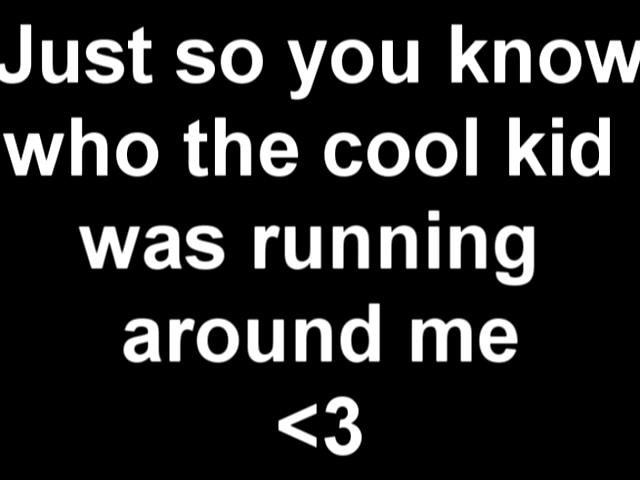 Just so you know
who the cool kid
was running
around me
<3